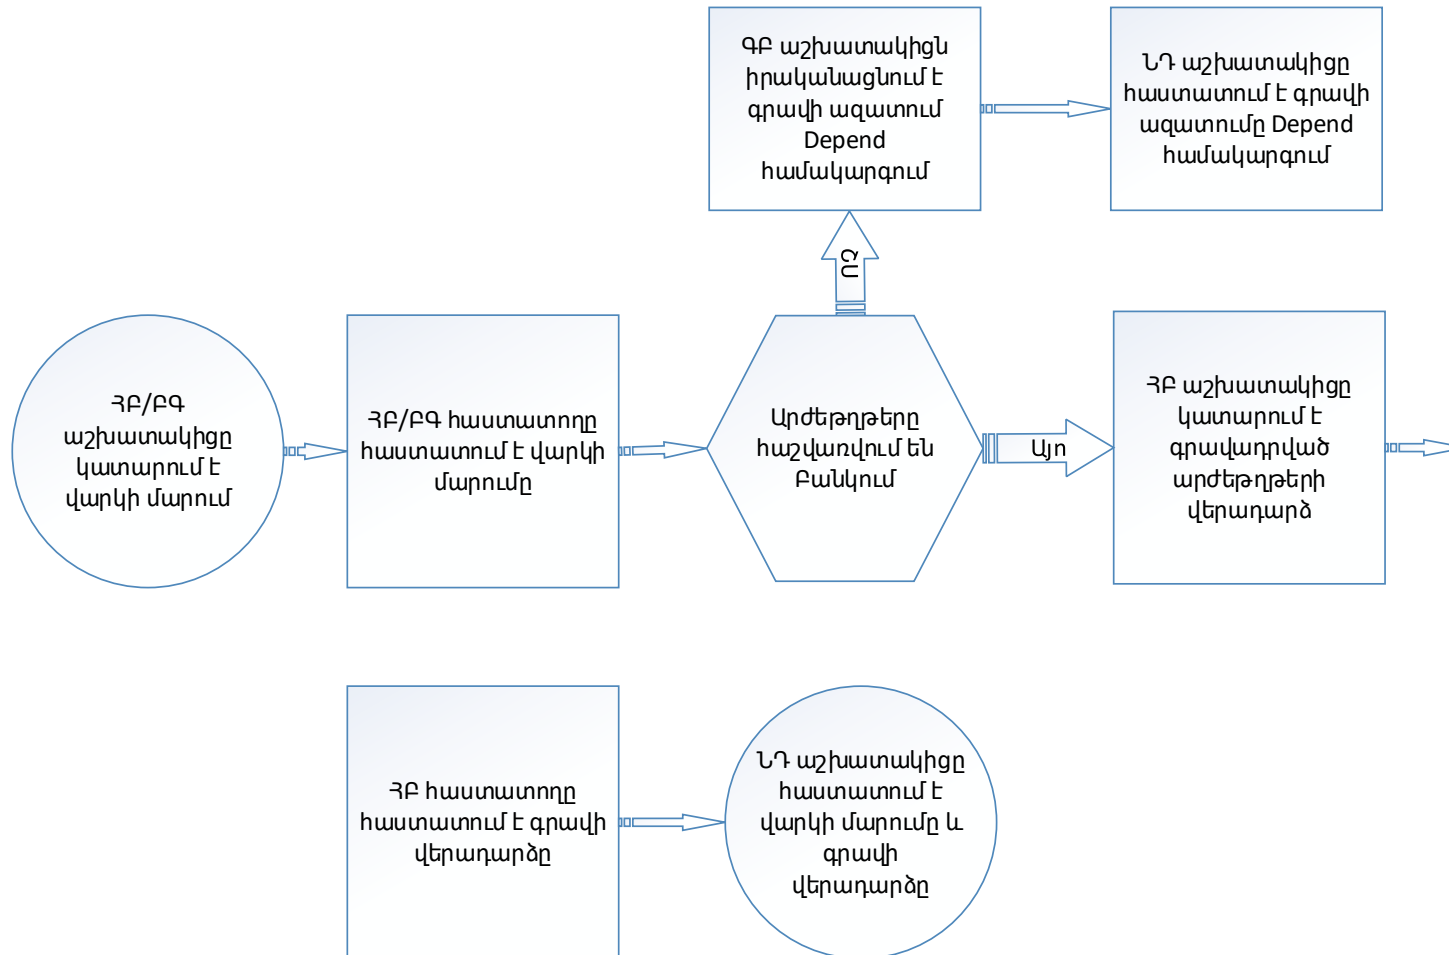 ԳԲ աշխատակիցն
իրականացնում է
գրավի ազատում
Depend
համակարգում
ՆԴ աշխատակիցը
հաստատում է գրավի
ազատումը Depend
համակարգում
ՈՉ
ՀԲ/ԲԳ
աշխատակիցը
կատարում է
վարկի մարում
ՀԲ/ԲԳ հաստատողը
հաստատում է վարկի
մարումը
Արժեթղթերը
հաշվառվում են
Բանկում
Այո
ՀԲ աշխատակիցը
կատարում է
գրավադրված
արժեթղթերի
վերադարձ
ՀԲ հաստատողը
հաստատում է գրավի
վերադարձը
ՆԴ աշխատակիցը
հաստատում է
վարկի մարումը և
գրավի
վերադարձը